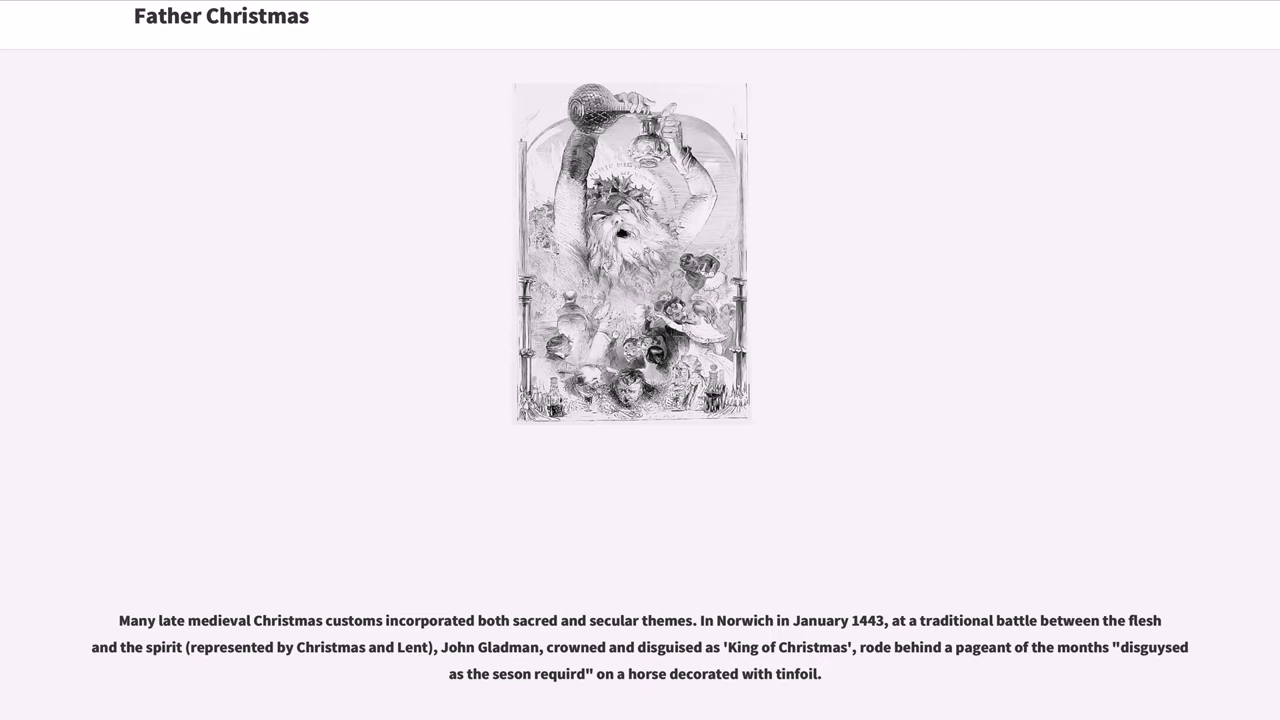 Father Christmas
Many late medieval Christmas customs incorporated both sacred and secular themes. In Norwich in January 1443, at a traditional battle between the flesh
and the spirit (represented by Christmas and Lent), John Gladman, crowned and disguised as 'King of Christmas', rode behind a pageant of the months "disguysed
as the seson requird" on a horse decorated with tinfoil.